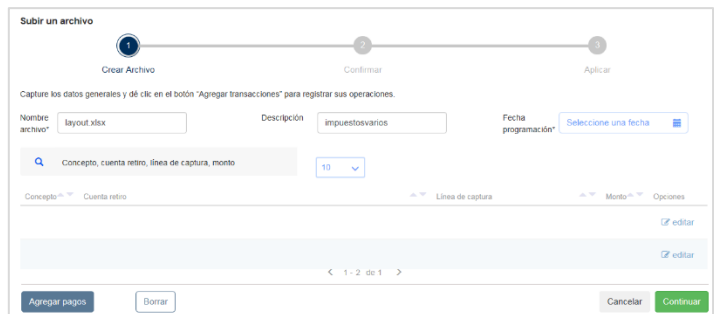 Subir un archivo
1
2
3
Crear Archivo
Confirmar
Aplicar
Capture los datos generales y dé clic en el botón "Agregar transacciones" para registrar sus operaciones.
Nombre archivo*
layout.xlsx
Descripción
impuestosvarios
Fecha programación*
Seleccione una fecha
Concepto, cuenta retiro, línea de captura, monto
10
Concepto Cuenta retiro Línea de captura Monto Opciones
editar
editar
1 - 2 de 1
Agregar pagos Borrar Cancelar Continuar